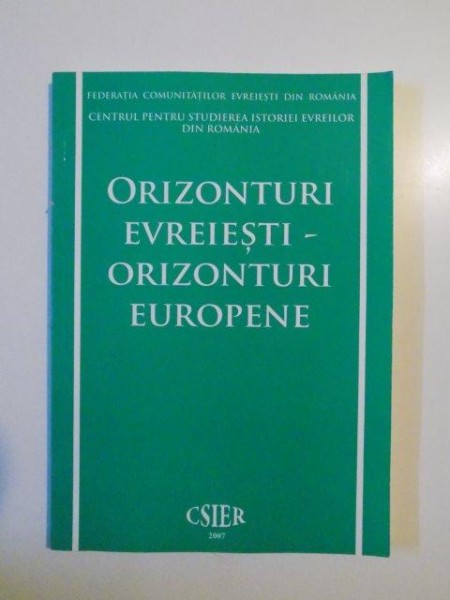 FEDERAȚIA COMUNITĂȚILOR EVREIEȘTI DIN ROMÂNIA
CENTRUL PENTRU STUDIEREA ISTORIEI EVREILOR
DIN ROMÂNIA
ORIZONTURI
EVREIEȘTI –
ORIZONTURI
EUROPENE
CSIER
2007